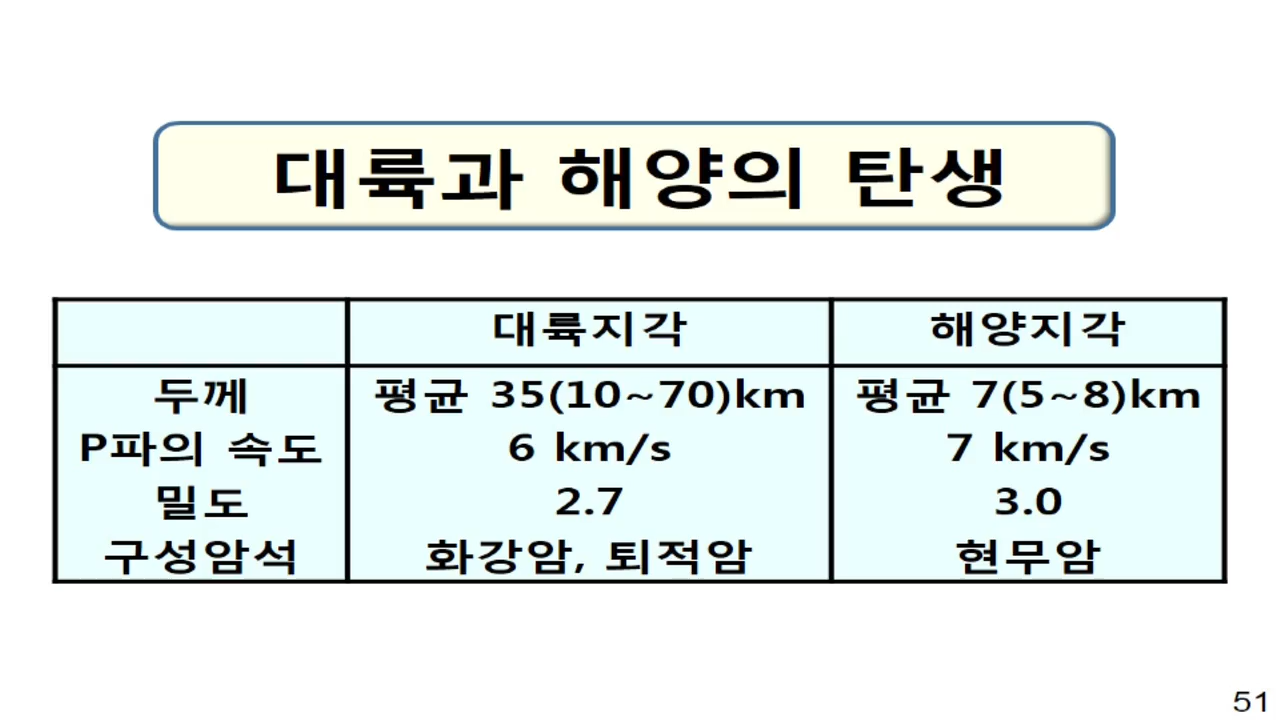 대륙과 해양의 탄생
대륙지각 해양지각
두께 평균 35(10~70)km 평균 7(5~8)km
P파의 속도 6 km/s 7 km/s
밀도 2.7 3.0
구성암석 화강암, 퇴적암 현무암
51